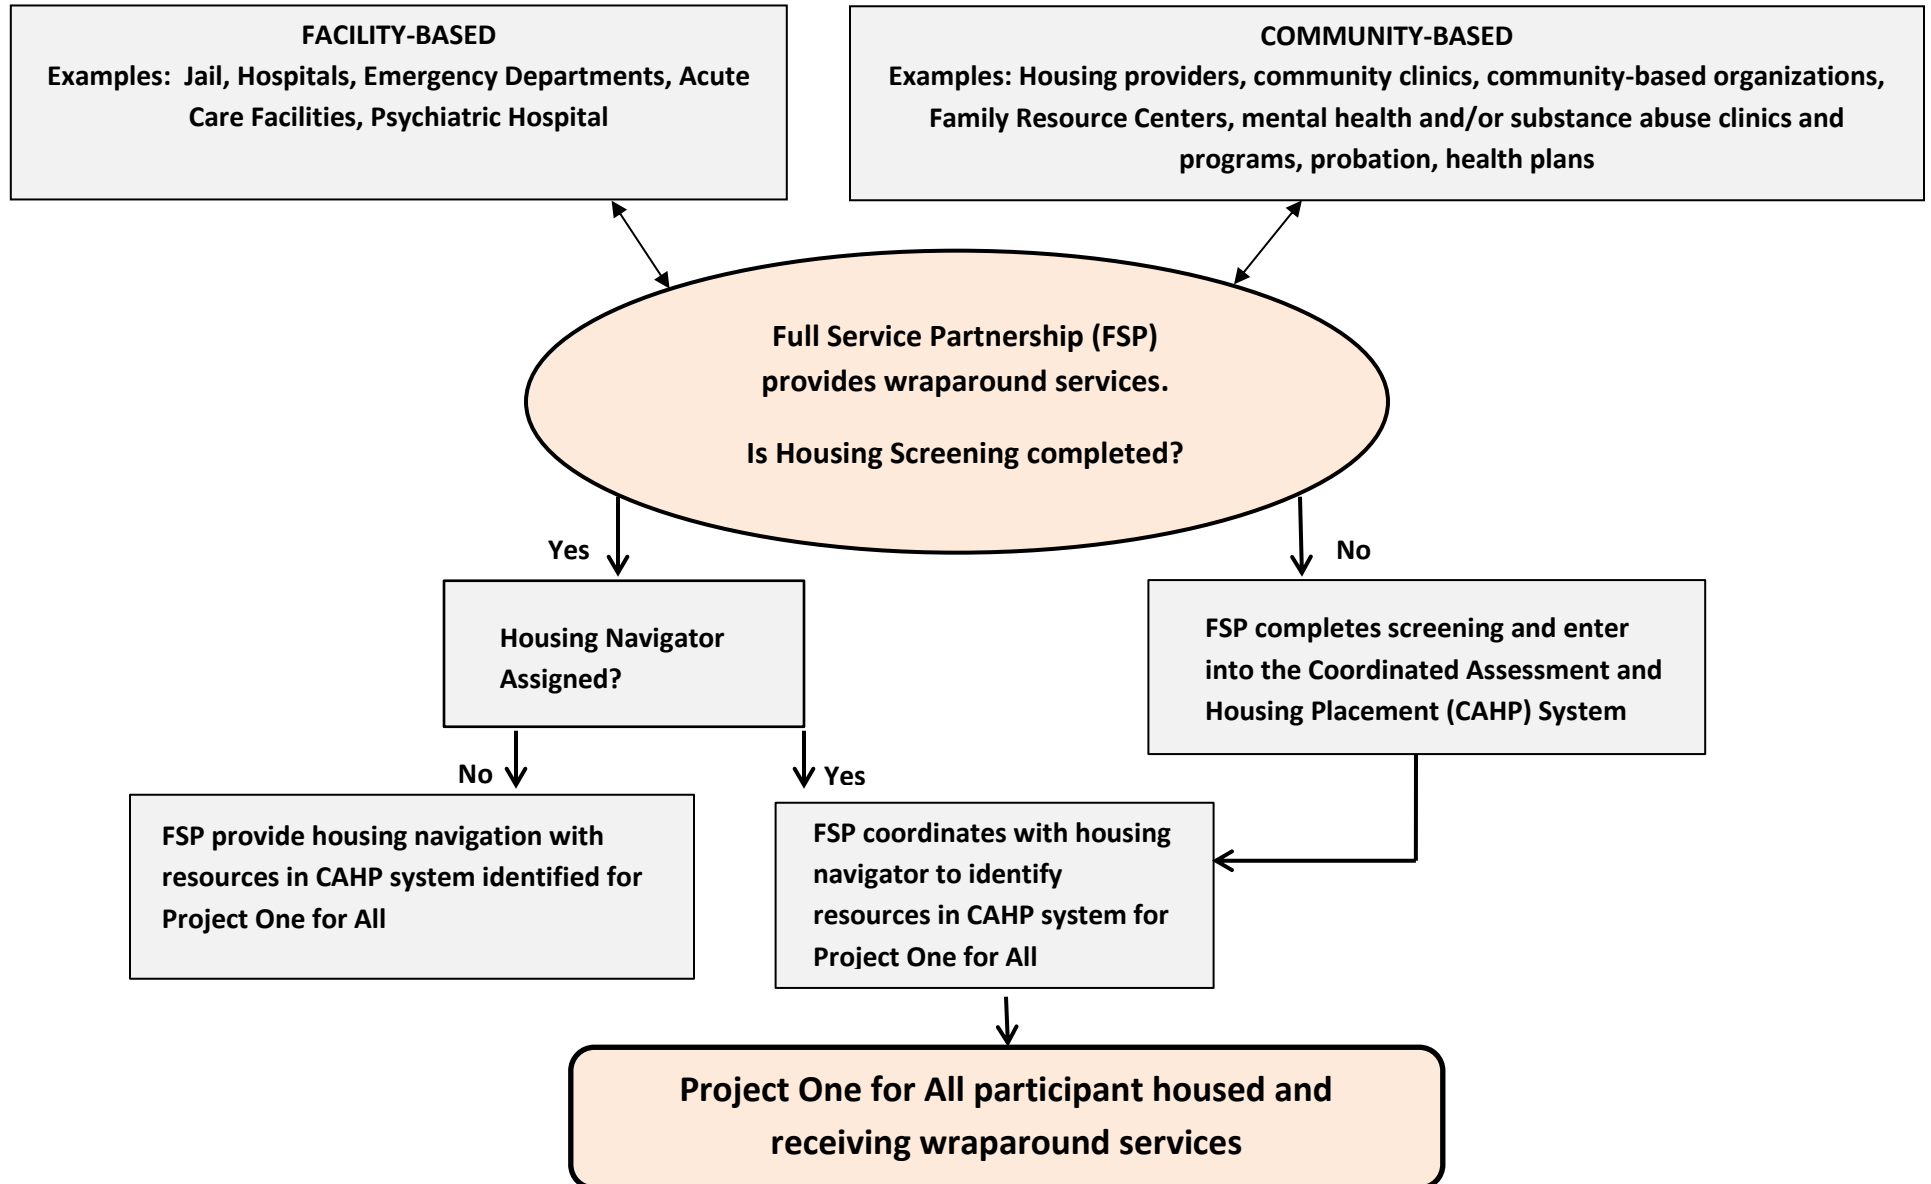 FACILITY-BASED
Examples: Jail, Hospitals, Emergency Departments, Acute
Care Facilities, Psychiatric Hospital
COMMUNITY-BASED
Examples: Housing providers, community clinics, community-based organizations,
Family Resource Centers, mental health and/or substance abuse clinics and
programs, probation, health plans
Full Service Partnership (FSP)
provides wraparound services.
Is Housing Screening completed?
Yes
No
Housing Navigator
Assigned?
FSP completes screening and enter
into the Coordinated Assessment and
Housing Placement (CAHP) System
No
Yes
FSP provide housing navigation with
resources in CAHP system identified for
Project One for All
FSP coordinates with housing
navigator to identify
resources in CAHP system for
Project One for All
Project One for All participant housed and
receiving wraparound services